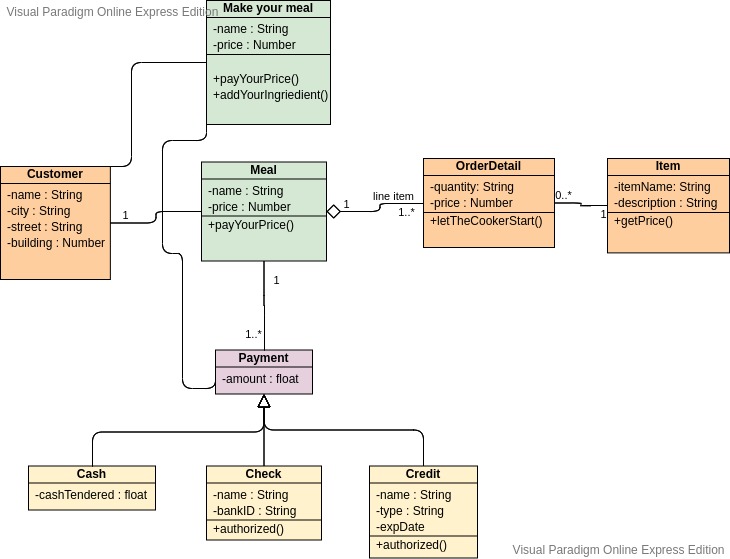 Visual Paradigm Online Express Edition
Make your meal
-name : String
-price : Number
+payYourPrice()
+addYourIngriedient()
Customer
-name : String
-city : String
-street : String
-building : Number
1
Meal
-name : String
-price : Number
+payYourPrice()
1
line item
1..*
OrderDetail
-quantity: String
-price : Number
+letTheCookerStart()
0..*
1
Item
-itemName: String
-description : String
+getPrice()
1
1..*
Payment
-amount : float
Cash
-cashTendered : float
Check
-name : String
-bankID : String
+authorized()
Credit
-name : String
-type : String
-expDate
+authorized()
Visual Paradigm Online Express Edition